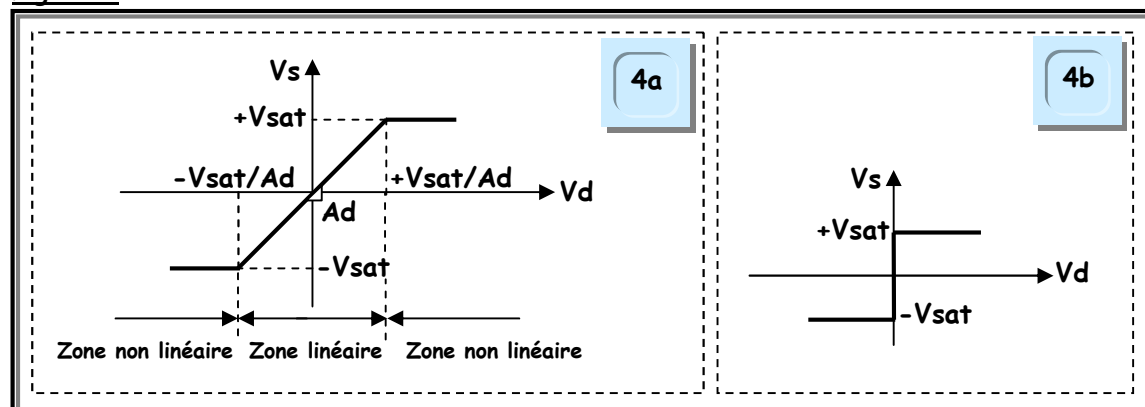 4a
Vs
+Vsat
-Vsat/Ad
+Vsat/Ad
Vd
Ad
-Vsat
Zone non linéaire
Zone linéaire
Zone non linéaire
4b
Vs
+Vsat
Vd
-Vsat